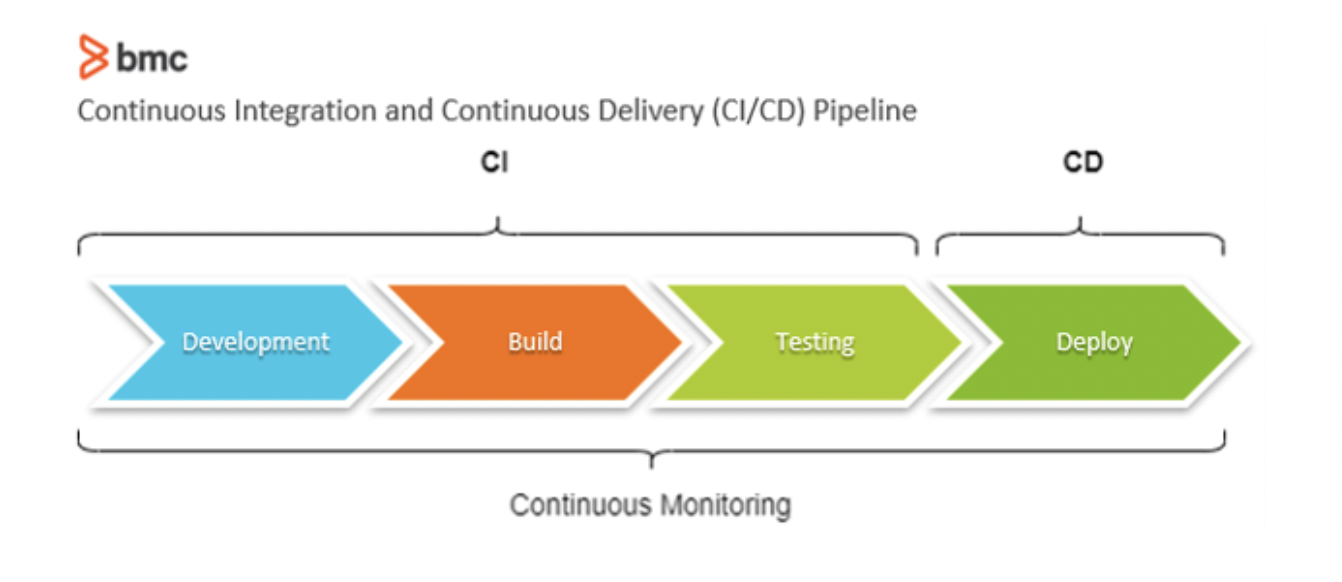 bmc
Continuous Integration and Continuous Delivery (CI/CD) Pipeline
CI CD
Development Build Testing Deploy
Continuous Monitoring